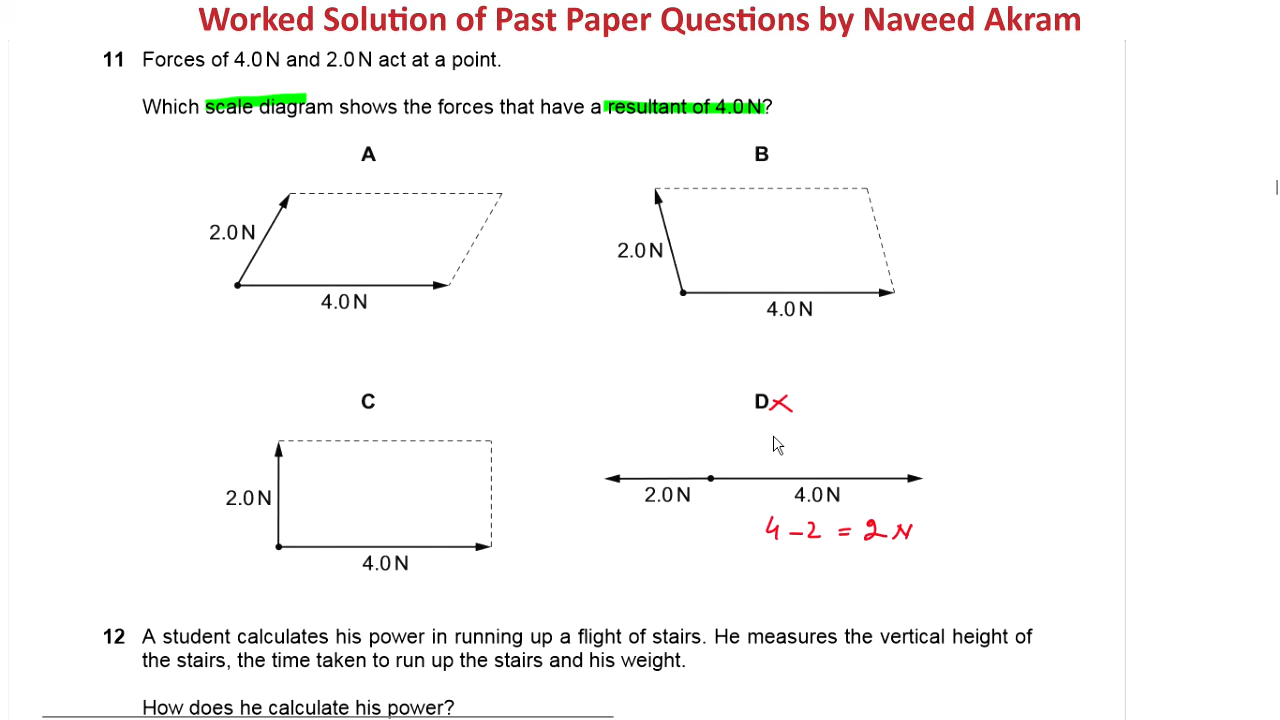 Worked Solution of Past Paper Questions by Naveed Akram
11 Forces of 4.0 N and 2.0 N act at a point.
Which scale diagram shows the forces that have a resultant of 4.0 N?
A
B
2.0 N
4.0 N
2.0 N
4.0 N
C
D ×
2.0 N
4.0 N
2.0 N
4.0 N
4 – 2 = 2 N
12 A student calculates his power in running up a flight of stairs. He measures the vertical height of
the stairs, the time taken to run up the stairs and his weight.
How does he calculate his power?